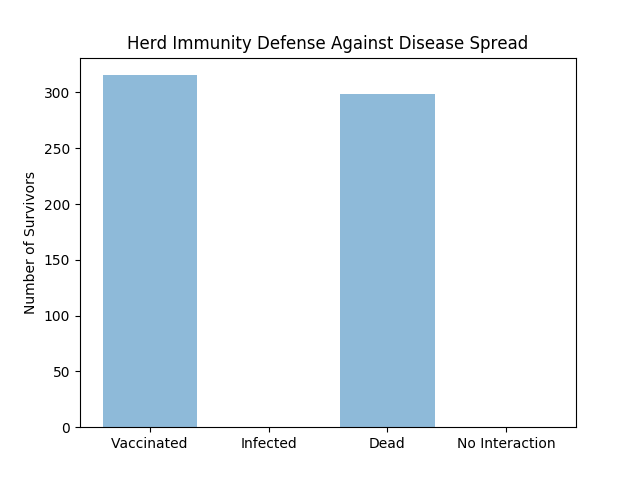 Herd Immunity Defense Against Disease Spread
Number of Survivors
300
250
200
150
100
50
0
Vaccinated Infected Dead No Interaction